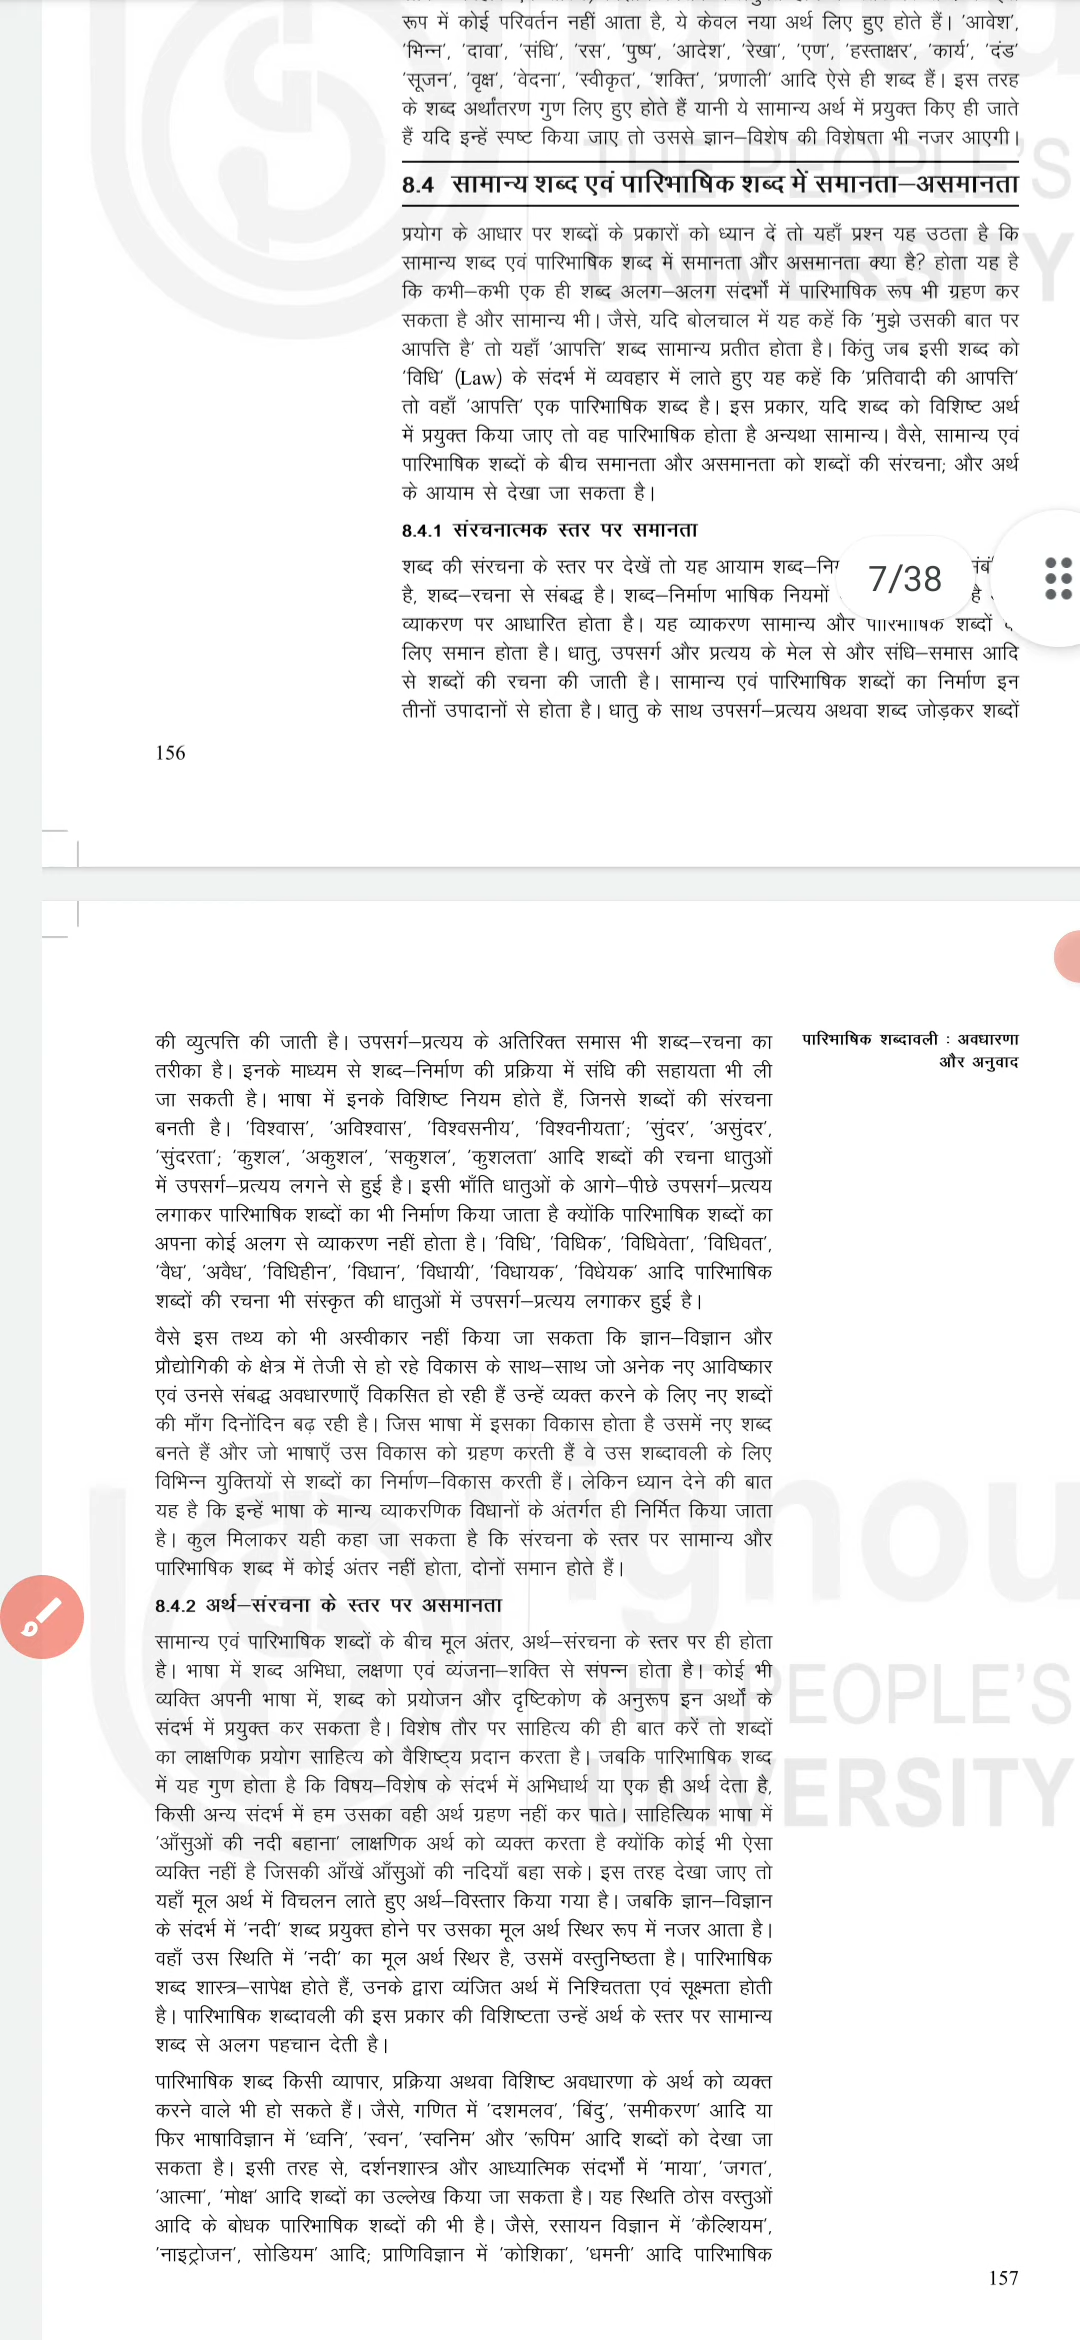 रूप में कोई परिवर्तन नहीं आता है, ये केवल नया अर्थ लिए हुए होते हैं। 'आवेश',
'भिन्न', 'दावा', 'संधि', 'रस', 'पुष्प', 'आदेश', 'रेखा', 'एण', 'हस्ताक्षर', 'कार्य', 'दंड'
'सृजन', 'वृक्ष', 'वेदना', 'स्वीकृत', 'शक्ति', 'प्रणाली' आदि ऐसे ही शब्द हैं। इस तरह
के शब्द अर्थांतरण गुण लिए हुए होते हैं यानी ये सामान्य अर्थ में प्रयुक्त किए ही जाते
हैं यदि इन्हें स्पष्ट किया जाए तो उससे ज्ञान–विशेष की विशेषता भी नजर आएगी।
8.4 सामान्य शब्द एवं पारिभाषिक शब्द में समानता–असमानता
प्रयोग के आधार पर शब्दों के प्रकारों को ध्यान दें तो यहाँ प्रश्न यह उठता है कि
सामान्य शब्द एवं पारिभाषिक शब्द में समानता और असमानता क्या है? होता यह है
कि कभी–कभी एक ही शब्द अलग–अलग संदर्भों में पारिभाषिक रूप भी ग्रहण कर
सकता है और सामान्य भी। जैसे, यदि बोलचाल में यह कहें कि 'मुझे उसकी बात पर
आपत्ति है' तो यहाँ 'आपत्ति' शब्द सामान्य प्रतीत होता है। किंतु जब इसी शब्द को
'विधि' (Law) के संदर्भ में व्यवहार में लाते हुए यह कहें कि 'प्रतिवादी की आपत्ति'
तो वहाँ 'आपत्ति' एक पारिभाषिक शब्द है। इस प्रकार, यदि शब्द को विशिष्ट अर्थ
में प्रयुक्त किया जाए तो वह पारिभाषिक होता है अन्यथा सामान्य। वैसे, सामान्य एवं
पारिभाषिक शब्दों के बीच समानता और असमानता को शब्दों की संरचना; और अर्थ
के आयाम से देखा जा सकता है।
8.4.1 संरचनात्मक स्तर पर समानता
शब्द की संरचना के स्तर पर देखें तो यह आयाम
7/38
है, शब्द–रचना से संबद्ध है। शब्द–निर्माण भाषिक नियमों है
व्याकरण पर आधारित होता है। यह व्याकरण सामान्य और पारिभाषिक शब्दों
लिए समान होता है। धातु, उपसर्ग और प्रत्यय के मेल से और संधि–समास आदि
से शब्दों की रचना की जाती है। सामान्य एवं पारिभाषिक शब्दों का निर्माण इन
तीनों उपादानों से होता है। धातु के साथ उपसर्ग–प्रत्यय अथवा शब्द जोड़कर शब्दों
156
पारिभाषिक शब्दावली : अवधारणा
और अनुवाद
की व्युत्पत्ति की जाती है। उपसर्ग–प्रत्यय के अतिरिक्त समास भी शब्द–रचना का
तरीका है। इनके माध्यम से शब्द–निर्माण की प्रक्रिया में संधि की सहायता भी ली
जा सकती है। भाषा में इनके विशिष्ट नियम होते हैं, जिनसे शब्दों की संरचना
बनती है। 'विश्वास', 'अविश्वास', 'विश्वसनीय', 'विश्वनीयता'; 'सुंदर', 'असुंदर',
'सुंदरता'; 'कुशल', 'अकुशल', 'सकुशल', 'कुशलता' आदि शब्दों की रचना धातुओं
में उपसर्ग–प्रत्यय लगने से हुई है। इसी भाँति धातुओं के आगे–पीछे उपसर्ग–प्रत्यय
लगाकर पारिभाषिक शब्दों का भी निर्माण किया जाता है क्योंकि पारिभाषिक शब्दों का
अपना कोई अलग से व्याकरण नहीं होता है। 'विधि', 'विधिक', 'विधिवेता', 'विधिवत',
'वैध', 'अवैध', 'विधिहीन', 'विधान', 'विधायी', 'विधायक', 'विधेयक' आदि पारिभाषिक
शब्दों की रचना भी संस्कृत की धातुओं में उपसर्ग–प्रत्यय लगाकर हुई है।
वैसे इस तथ्य को भी अस्वीकार नहीं किया जा सकता कि ज्ञान–विज्ञान और
प्रौद्योगिकी के क्षेत्र में तेजी से हो रहे विकास के साथ–साथ जो अनेक नए आविष्कार
एवं उनसे संबद्ध अवधारणाएँ विकसित हो रही हैं उन्हें व्यक्त करने के लिए नए शब्दों
की माँग दिनोंदिन बढ़ रही है। जिस भाषा में इसका विकास होता है उसमें नए शब्द
बनते हैं और जो भाषाएँ उस विकास को ग्रहण करती हैं वे उस शब्दावली के लिए
विभिन्न युक्तियों से शब्दों का निर्माण–विकास करती हैं। लेकिन ध्यान देने की बात
यह है कि इन्हें भाषा के मान्य व्याकरणिक विधानों के अंतर्गत ही निर्मित किया जाता
है। कुल मिलाकर यही कहा जा सकता है कि संरचना के स्तर पर सामान्य और
पारिभाषिक शब्द में कोई अंतर नहीं होता, दोनों समान होते हैं।
8.4.2 अर्थ–संरचना के स्तर पर असमानता
सामान्य एवं पारिभाषिक शब्दों के बीच मूल अंतर, अर्थ–संरचना के स्तर पर ही होता
है। भाषा में शब्द अभिधा, लक्षणा एवं व्यंजना–शक्ति से संपन्न होता है। कोई भी
व्यक्ति अपनी भाषा में, शब्द को प्रयोजन और दृष्टिकोण के अनुरूप इन अर्थों के
संदर्भ में प्रयुक्त कर सकता है। विशेष तौर पर साहित्य की ही बात करें तो शब्दों
का लाक्षणिक प्रयोग साहित्य को वैशिष्ट्य प्रदान करता है। जबकि पारिभाषिक शब्द
में यह गुण होता है कि विषय–विशेष के संदर्भ में अभिधार्थ या एक ही अर्थ देता है,
किसी अन्य संदर्भ में हम उसका वही अर्थ ग्रहण नहीं कर पाते। साहित्यिक भाषा में
'आँसुओं की नदी बहाना' लाक्षणिक अर्थ को व्यक्त करता है क्योंकि कोई भी ऐसा
व्यक्ति नहीं है जिसकी आँखें आँसुओं की नदियाँ बहा सके। इस तरह देखा जाए तो
यहाँ मूल अर्थ में विचलन लाते हुए अर्थ–विस्तार किया गया है। जबकि ज्ञान–विज्ञान
के संदर्भ में 'नदी' शब्द प्रयुक्त होने पर उसका मूल अर्थ स्थिर रूप में नजर आता है।
वहाँ उस स्थिति में 'नदी' का मूल अर्थ स्थिर है, उसमें वस्तुनिष्ठता है। पारिभाषिक
शब्द शास्त्र–सापेक्ष होते हैं, उनके द्वारा व्यंजित अर्थ में निश्चितता एवं सूक्ष्मता होती
है। पारिभाषिक शब्दावली की इस प्रकार की विशिष्टता उन्हें अर्थ के स्तर पर सामान्य
शब्द से अलग पहचान देती है।
पारिभाषिक शब्द किसी व्यापार, प्रक्रिया अथवा विशिष्ट अवधारणा के अर्थ को व्यक्त
करने वाले भी हो सकते हैं। जैसे, गणित में 'दशमलव', 'बिंदु', 'समीकरण' आदि या
फिर भाषाविज्ञान में 'ध्वनि', 'स्वन', 'स्वनिम' और 'रूपिम' आदि शब्दों को देखा जा
सकता है। इसी तरह से, दर्शनशास्त्र और आध्यात्मिक संदर्भों में 'माया', 'जगत',
'आत्मा', 'मोक्ष' आदि शब्दों का उल्लेख किया जा सकता है। यह स्थिति ठोस वस्तुओं
आदि के बोधक पारिभाषिक शब्दों की भी है। जैसे, रसायन विज्ञान में 'कैल्शियम',
'नाइट्रोजन', सोडियम' आदि; प्राणिविज्ञान में 'कोशिका', 'धमनी' आदि पारिभाषिक
157
ignou
THE PEOPLE'S
UNIVERSITY